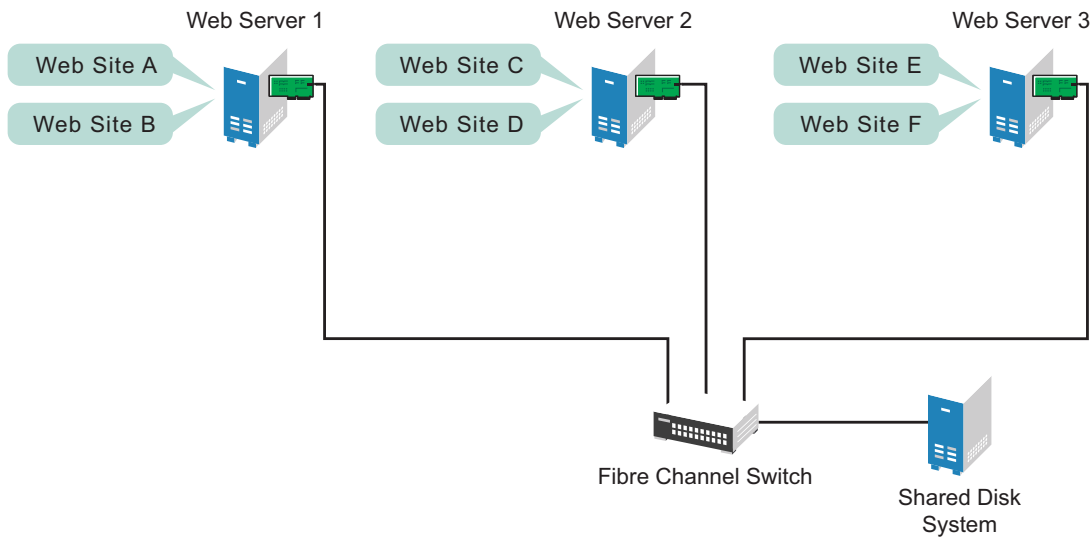 Web Server 1
Web Server 2
Web Server 3
Web Site A
Web Site C
Web Site E
Web Site B
Web Site D
Web Site F
Fibre Channel Switch
Shared Disk
System